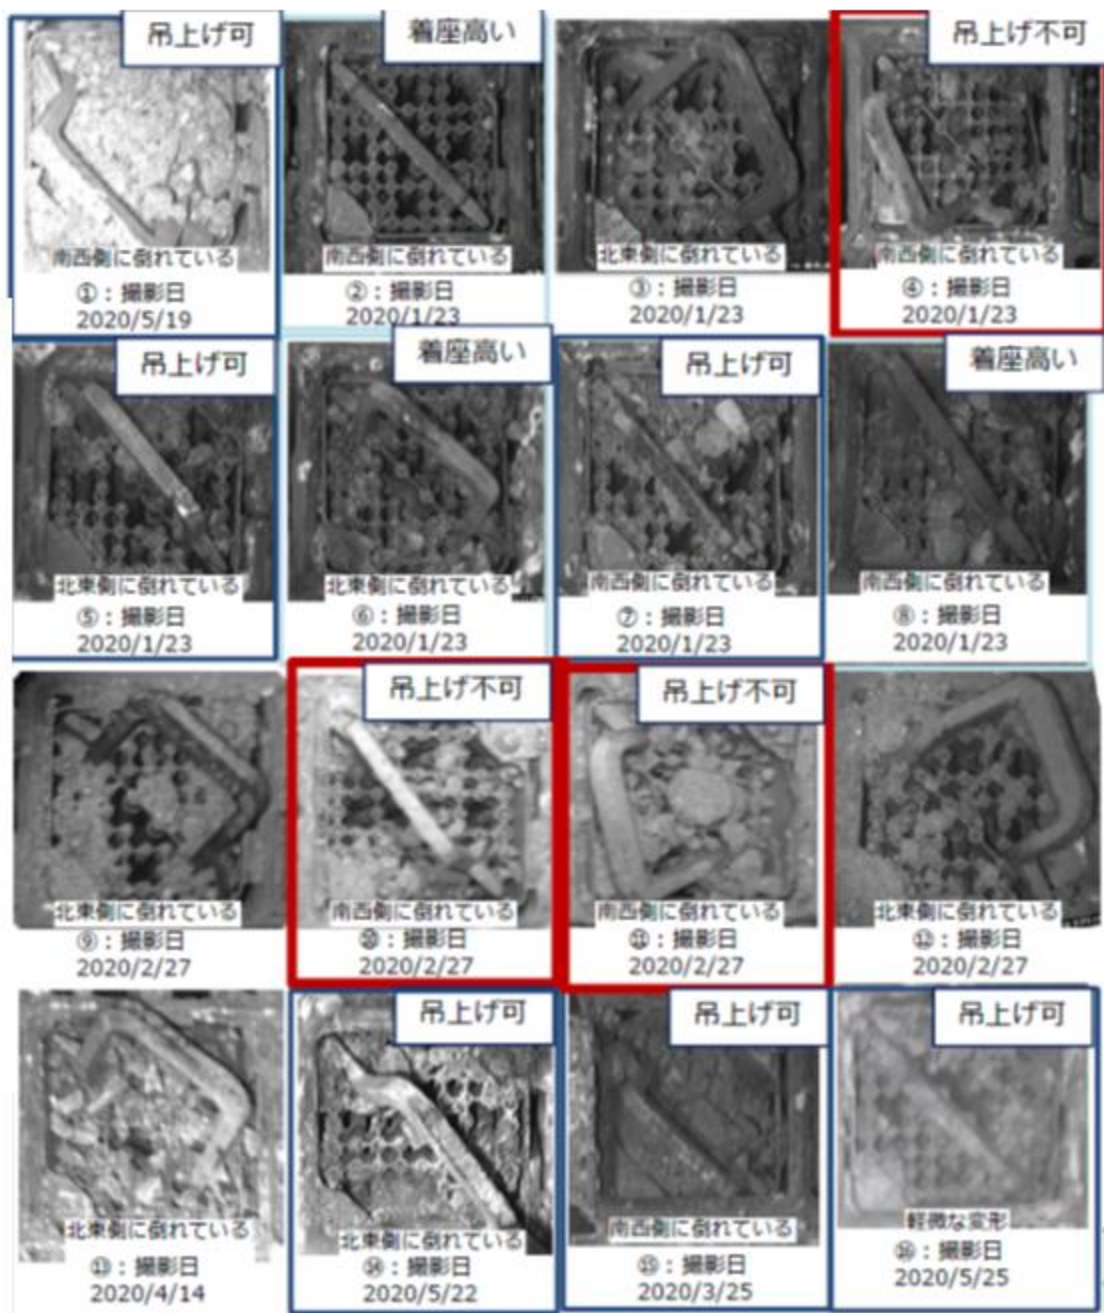 吊上げ可
着座高い
吊上げ不可
南西側に倒れている
南西側に倒れている
北東側に倒れている
南西側に倒れている
①：撮影日
2020/5/19
②：撮影日
2020/1/23
③：撮影日
2020/1/23
④：撮影日
2020/1/23
吊上げ可
着座高い
吊上げ可
着座高い
北東側に倒れている
北東側に倒れている
南西側に倒れている
南西側に倒れている
⑤：撮影日
2020/1/23
⑥：撮影日
2020/1/23
⑦：撮影日
2020/1/23
⑧：撮影日
2020/1/23
吊上げ不可
吊上げ不可
北東側に倒れている
南西側に倒れている
南西側に倒れている
北東側に倒れている
⑨：撮影日
2020/2/27
⑩：撮影日
2020/2/27
⑪：撮影日
2020/2/27
⑫：撮影日
2020/2/27
吊上げ可
吊上げ可
吊上げ可
北東側に倒れている
北東側に倒れている
南西側に倒れている
軽微な変形
⑬：撮影日
2020/4/14
⑭：撮影日
2020/5/22
⑮：撮影日
2020/3/25
⑯：撮影日
2020/5/25